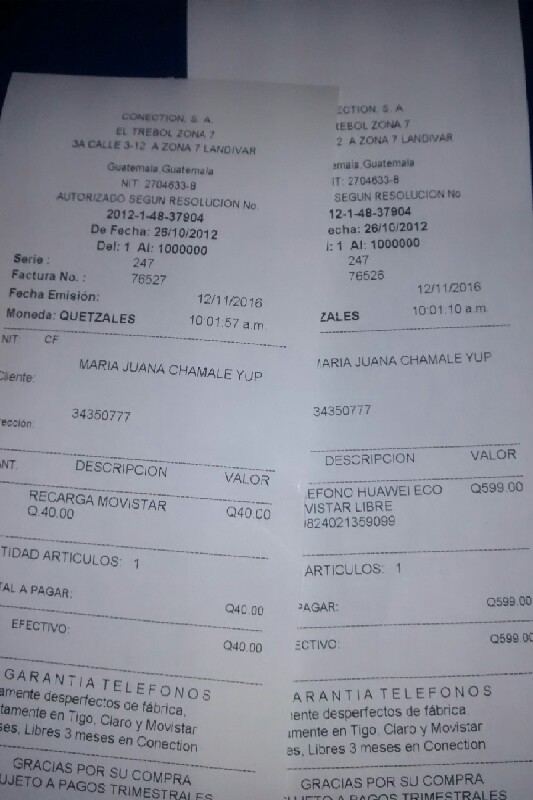 CONECTION, S. A.
EL TREBOL ZONA 7
3A CALLE 3-12 A ZONA 7 LANDIVAR
Guatemala,Guatemala
NIT: 2704633-8
AUTORIZADO SEGUN RESOLUCION No.
2012-1-48-37904
De Fecha: 26/10/2012
Del: 1 Al: 1000000
Serie : 247
Factura No. : 76527
Fecha Emisión: 12/11/2016
Moneda: QUETZALES 10:01:57 a.m
NIT: CF
MARIA JUANA CHAMALE YUP
Cliente:
34350777
ección:
ANT. DESCRIPCION VALOR
RECARGA MOVISTAR Q40.00
Q.40.00
TIDAD ARTICULOS: 1
TAL A PAGAR: Q40.00
EFECTIVO: Q40.00
GARANTIA TELEFONOS
amente desperfectos de fábrica,
tamente en Tigo, Claro y Movistar
ses, Libres 3 meses en Conection
GRACIAS POR SU COMPRA
UJETO A PAGOS TRIMESTRALES
ECTION, S. A.
REBOL ZONA 7
2 A ZONA 7 LANDIVAR
emala,Guatemala
IT: 2704633-8
SEGUN RESOLUCION No.
12-1-48-37904
echa: 26/10/2012
: 1 Al: 1000000
247
76526
12/11/2016
ZALES 10:01:10 a.m.
ARIA JUANA CHAMALE YUP
34350777
DESCRIPCION VALOR
EFONO HUAWEI ECO Q599.00
VISTAR LIBRE
824021359099
ARTICULOS: 1
PAGAR: Q599.00
ECTIVO: Q599.00
ARANTIA TELEFONOS
ente desperfectos de fábrica,
amente en Tigo, Claro y Movistar
es, Libres 3 meses en Conection
GRACIAS POR SU COMPRA
UJETO A PAGOS TRIMESTRALES